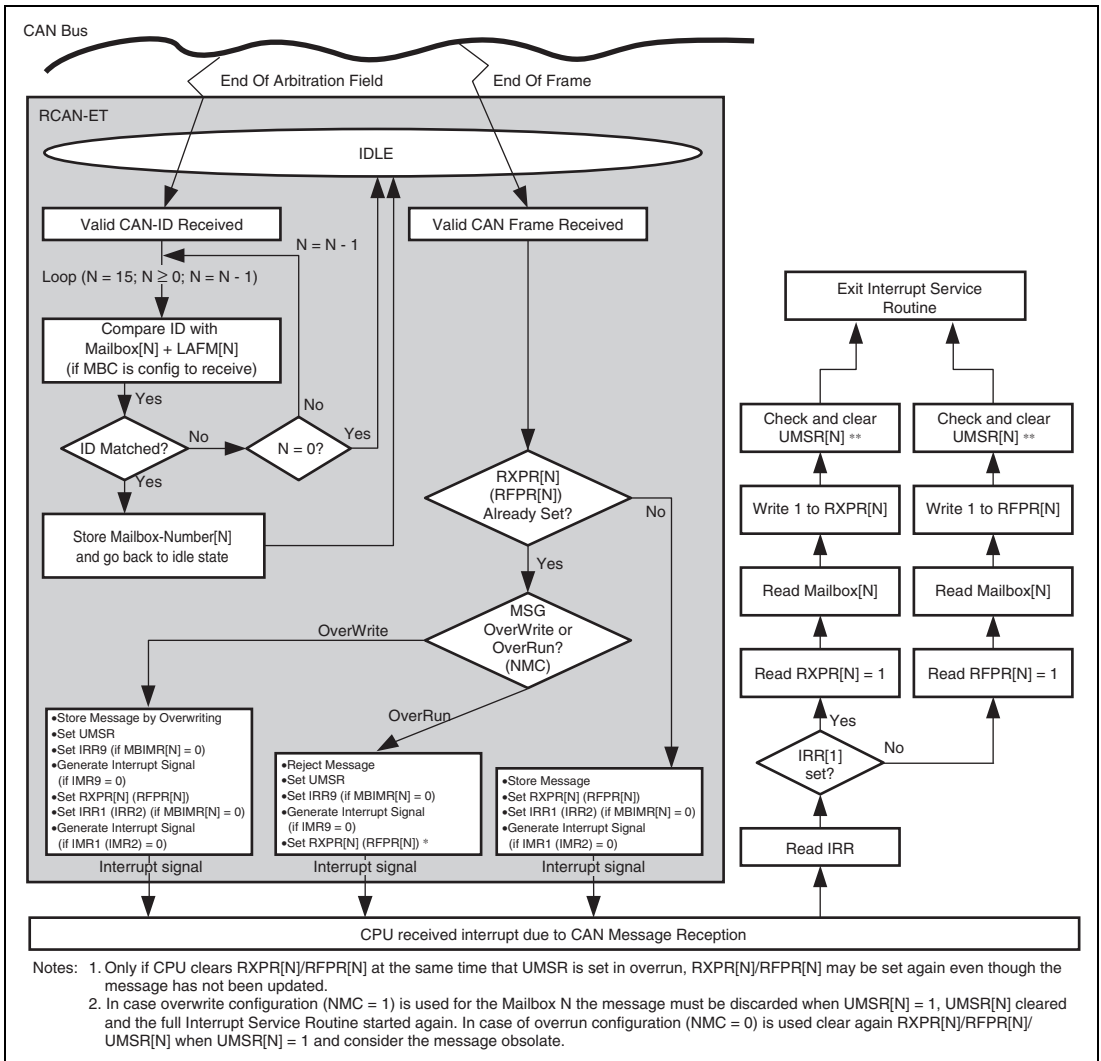 CAN Bus
End Of Arbitration Field
End Of Frame
RCAN-ET
IDLE
Valid CAN-ID Received
Valid CAN Frame Received
N = N - 1
Loop (N = 15; N ≥ 0; N = N - 1)
Compare ID with
Mailbox[N] + LAFM[N]
(if MBC is config to receive)
Yes
ID Matched?
No
N = 0?
No
Yes
Yes
Store Mailbox-Number[N]
and go back to idle state
RXPR[N]
(RFPR[N])
Already Set?
No
Yes
MSG
OverWrite or
OverRun?
(NMC)
OverWrite
OverRun
•Store Message by Overwriting
•Set UMSR
•Set IRR9 (if MBIMR[N] = 0)
•Generate Interrupt Signal
(if IMR9 = 0)
•Set RXPR[N] (RFPR[N])
•Set IRR1 (IRR2) (if MBIMR[N] = 0)
•Generate Interrupt Signal
(if IMR1 (IMR2) = 0)
•Reject Message
•Set UMSR
•Set IRR9 (if MBIMR[N] = 0)
•Generate Interrupt Signal
(if IMR9 = 0)
•Set RXPR[N] (RFPR[N]) *
•Store Message
•Set RXPR[N] (RFPR[N])
•Set IRR1 (IRR2) (if MBIMR[N] = 0)
•Generate Interrupt Signal
(if IMR1 (IMR2) = 0)
Interrupt signal
Interrupt signal
Interrupt signal
Exit Interrupt Service
Routine
Check and clear
UMSR[N] **
Check and clear
UMSR[N] **
Write 1 to RXPR[N]
Write 1 to RFPR[N]
Read Mailbox[N]
Read Mailbox[N]
Read RXPR[N] = 1
Read RFPR[N] = 1
Yes
IRR[1]
set?
No
Read IRR
CPU received interrupt due to CAN Message Reception
Notes: 1. Only if CPU clears RXPR[N]/RFPR[N] at the same time that UMSR is set in overrun, RXPR[N]/RFPR[N] may be set again even though the
message has not been updated.
2. In case overwrite configuration (NMC = 1) is used for the Mailbox N the message must be discarded when UMSR[N] = 1, UMSR[N] cleared
and the full Interrupt Service Routine started again. In case of overrun configuration (NMC = 0) is used clear again RXPR[N]/RFPR[N]/
UMSR[N] when UMSR[N] = 1 and consider the message obsolate.